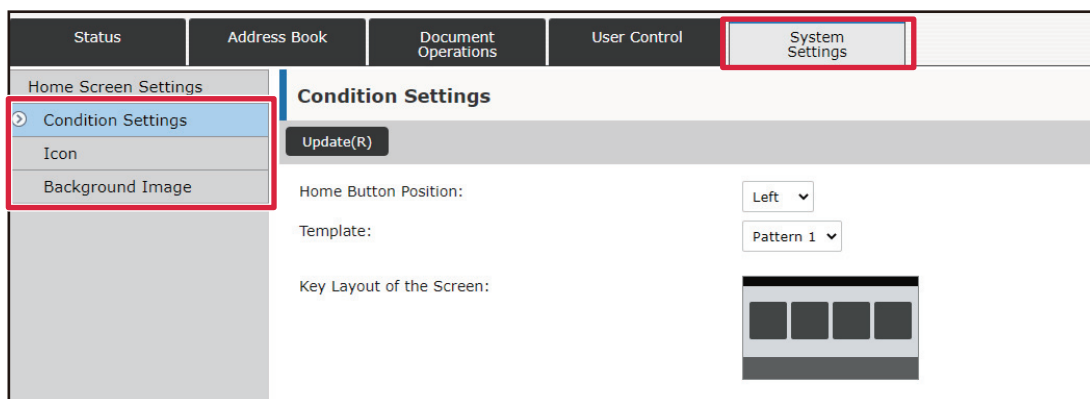 Status
Address Book
Document
Operations
User Control
System
Settings
Home Screen Settings
Condition Settings
Icon
Background Image
Condition Settings
Update(R)
Home Button Position:
Left
Template:
Pattern 1
Key Layout of the Screen: